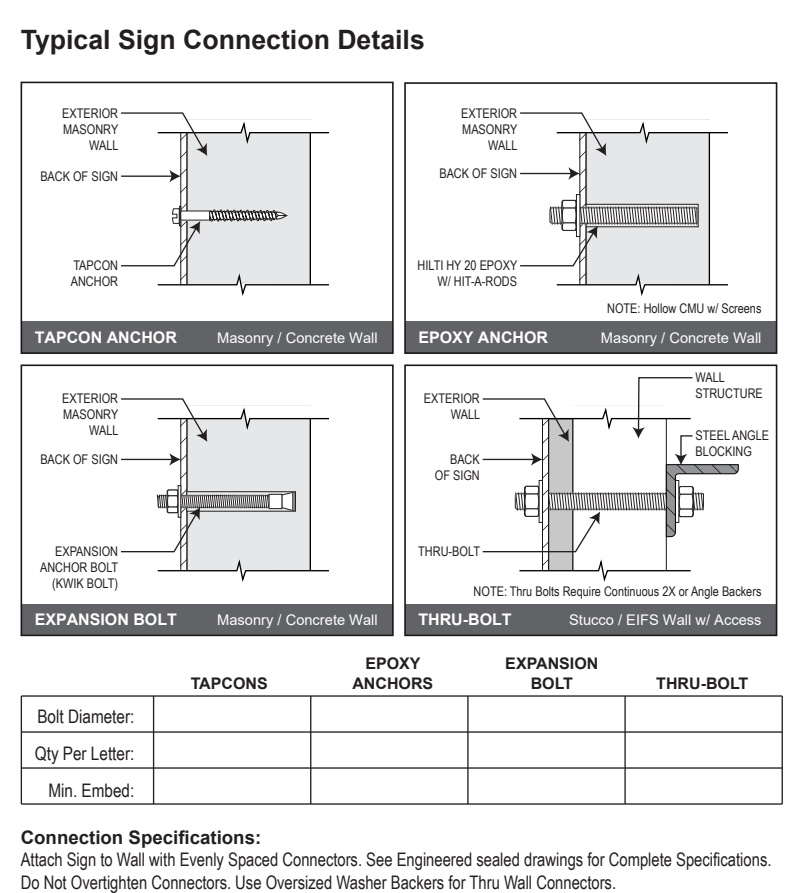 Typical Sign Connection Details
EXTERIOR
MASONRY
WALL
BACK OF SIGN
TAPCON
ANCHOR
TAPCON ANCHOR Masonry / Concrete Wall
EXTERIOR
MASONRY
WALL
BACK OF SIGN
HILTI HY 20 EPOXY
W/ HIT-A-RODS
NOTE: Hollow CMU w/ Screens
EPOXY ANCHOR Masonry / Concrete Wall
EXTERIOR
MASONRY
WALL
BACK OF SIGN
EXPANSION
ANCHOR BOLT
(KWIK BOLT)
EXPANSION BOLT Masonry / Concrete Wall
WALL
STRUCTURE
EXTERIOR
WALL
STEEL ANGLE
BLOCKING
BACK
OF SIGN
THRU-BOLT
NOTE: Thru Bolts Require Continuous 2X or Angle Backers
THRU-BOLT Stucco / EIFS Wall w/ Access
TAPCONS
EPOXY
ANCHORS
EXPANSION
BOLT
THRU-BOLT
Bolt Diameter:
Qty Per Letter:
Min. Embed:
Connection Specifications:
Attach Sign to Wall with Evenly Spaced Connectors. See Engineered sealed drawings for Complete Specifications.
Do Not Overtighten Connectors. Use Oversized Washer Backers for Thru Wall Connectors.